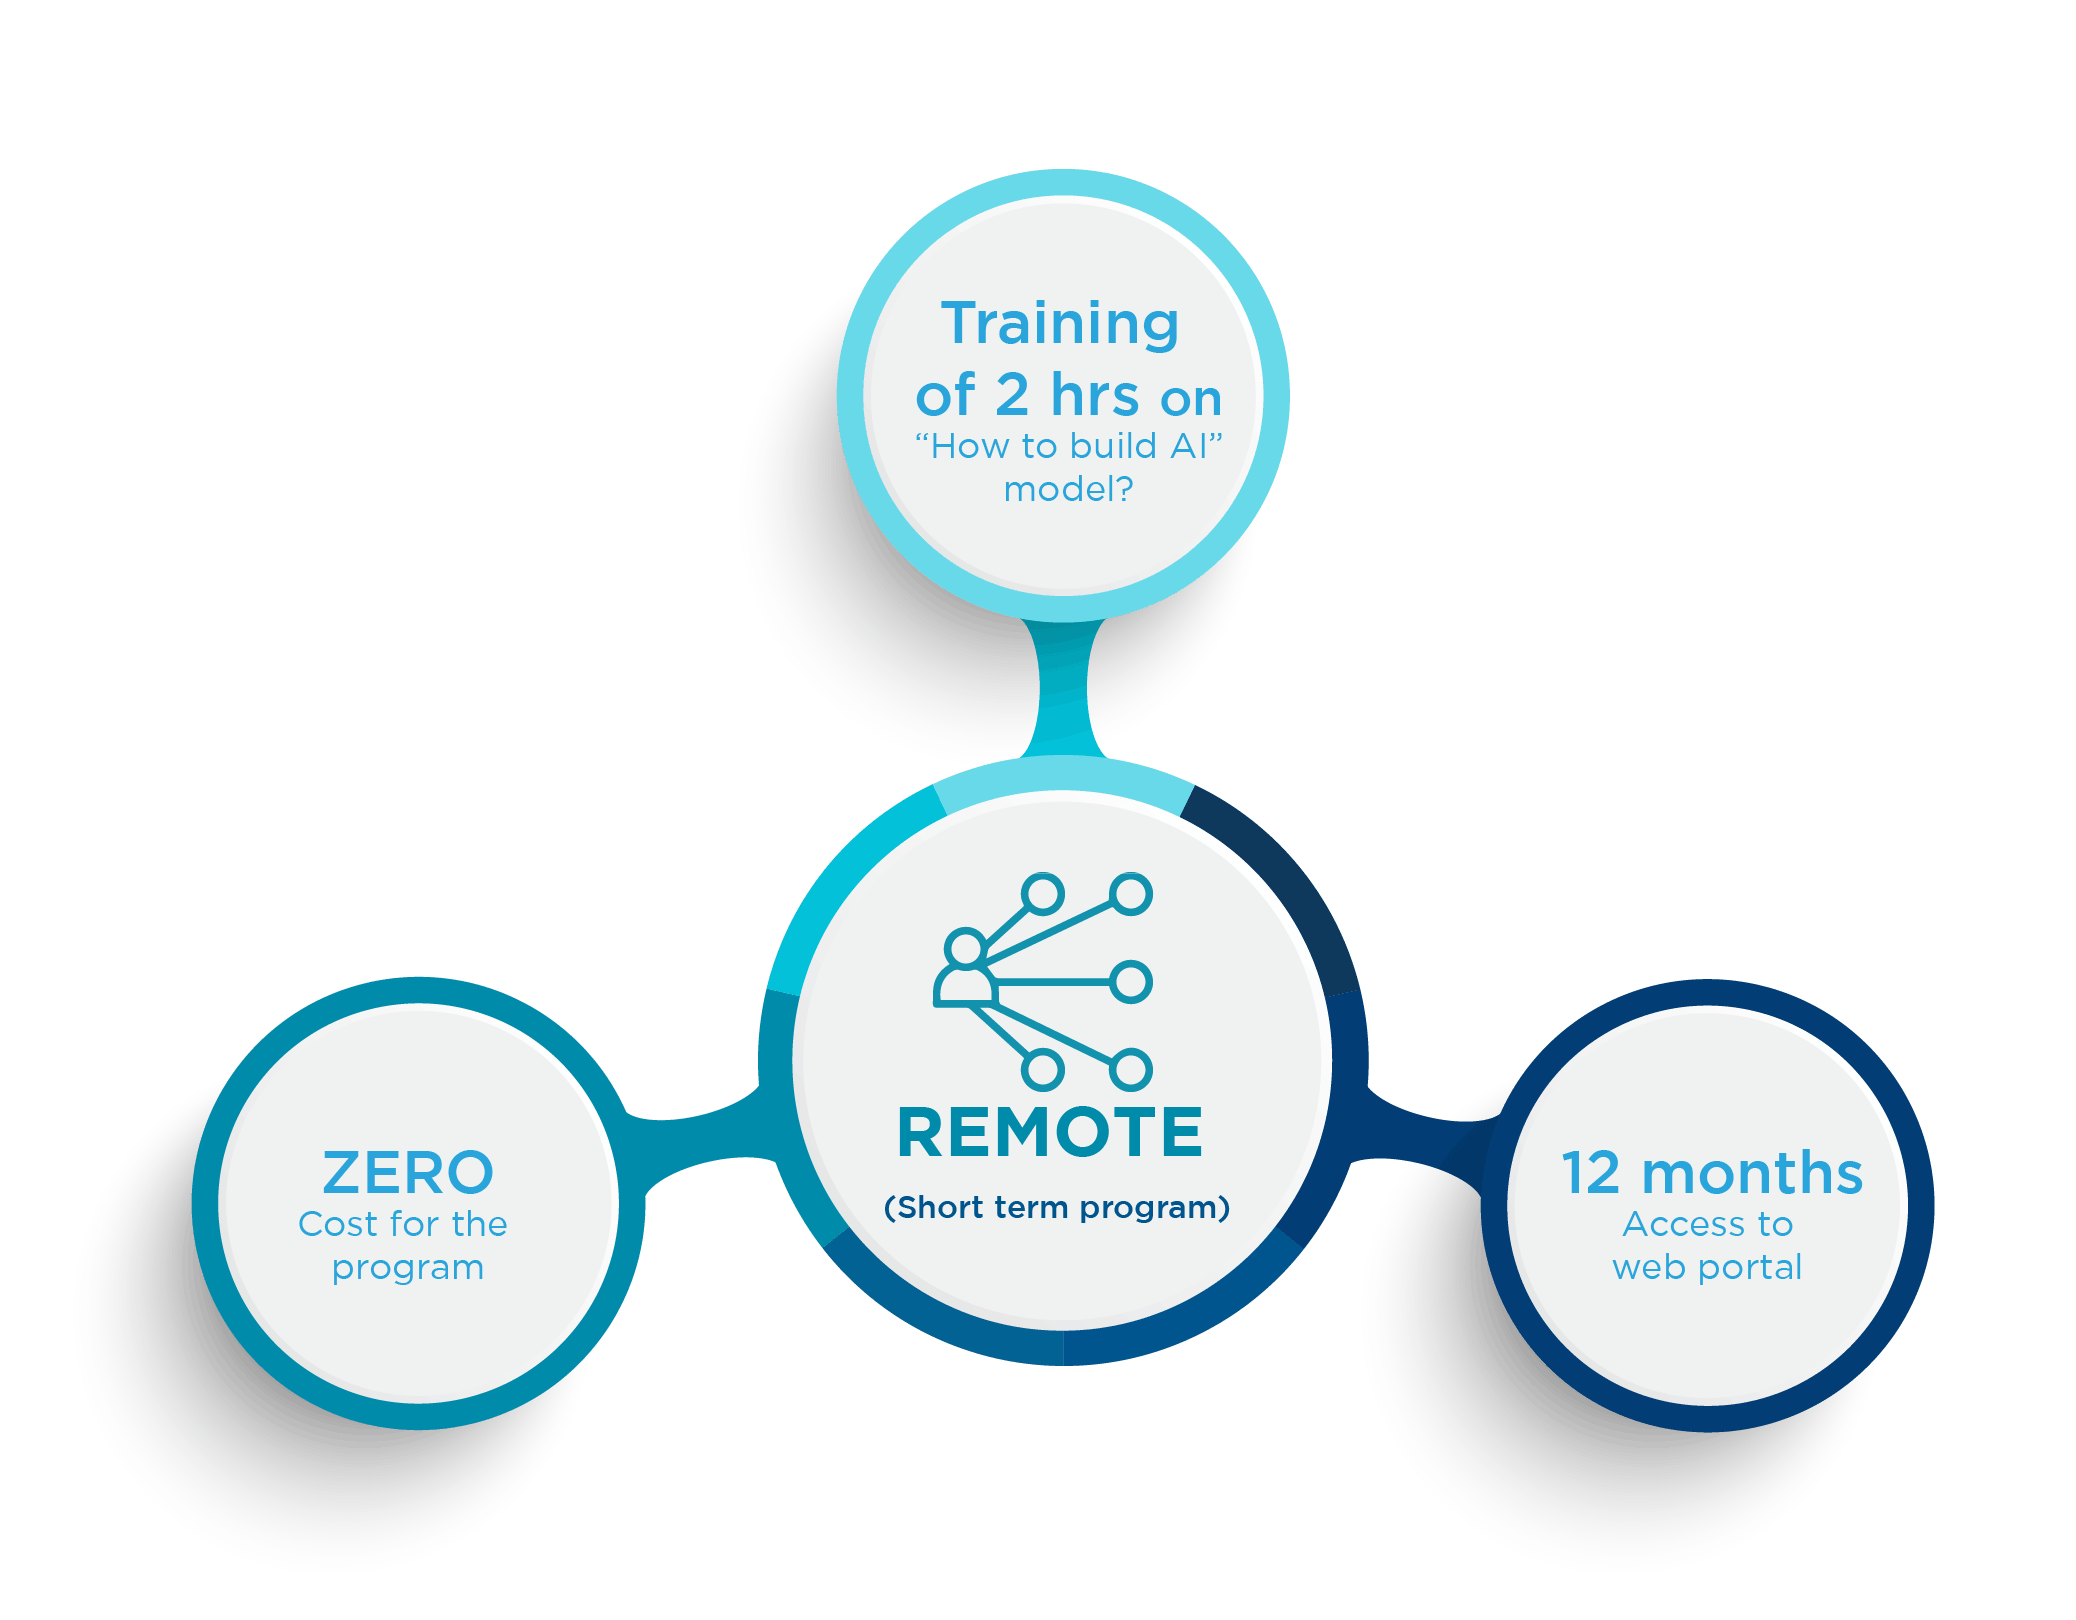 Training
of 2 hrs on
“How to build AI”
model?
REMOTE
(Short term program)
ZERO
Cost for the
program
12 months
Access to
web portal